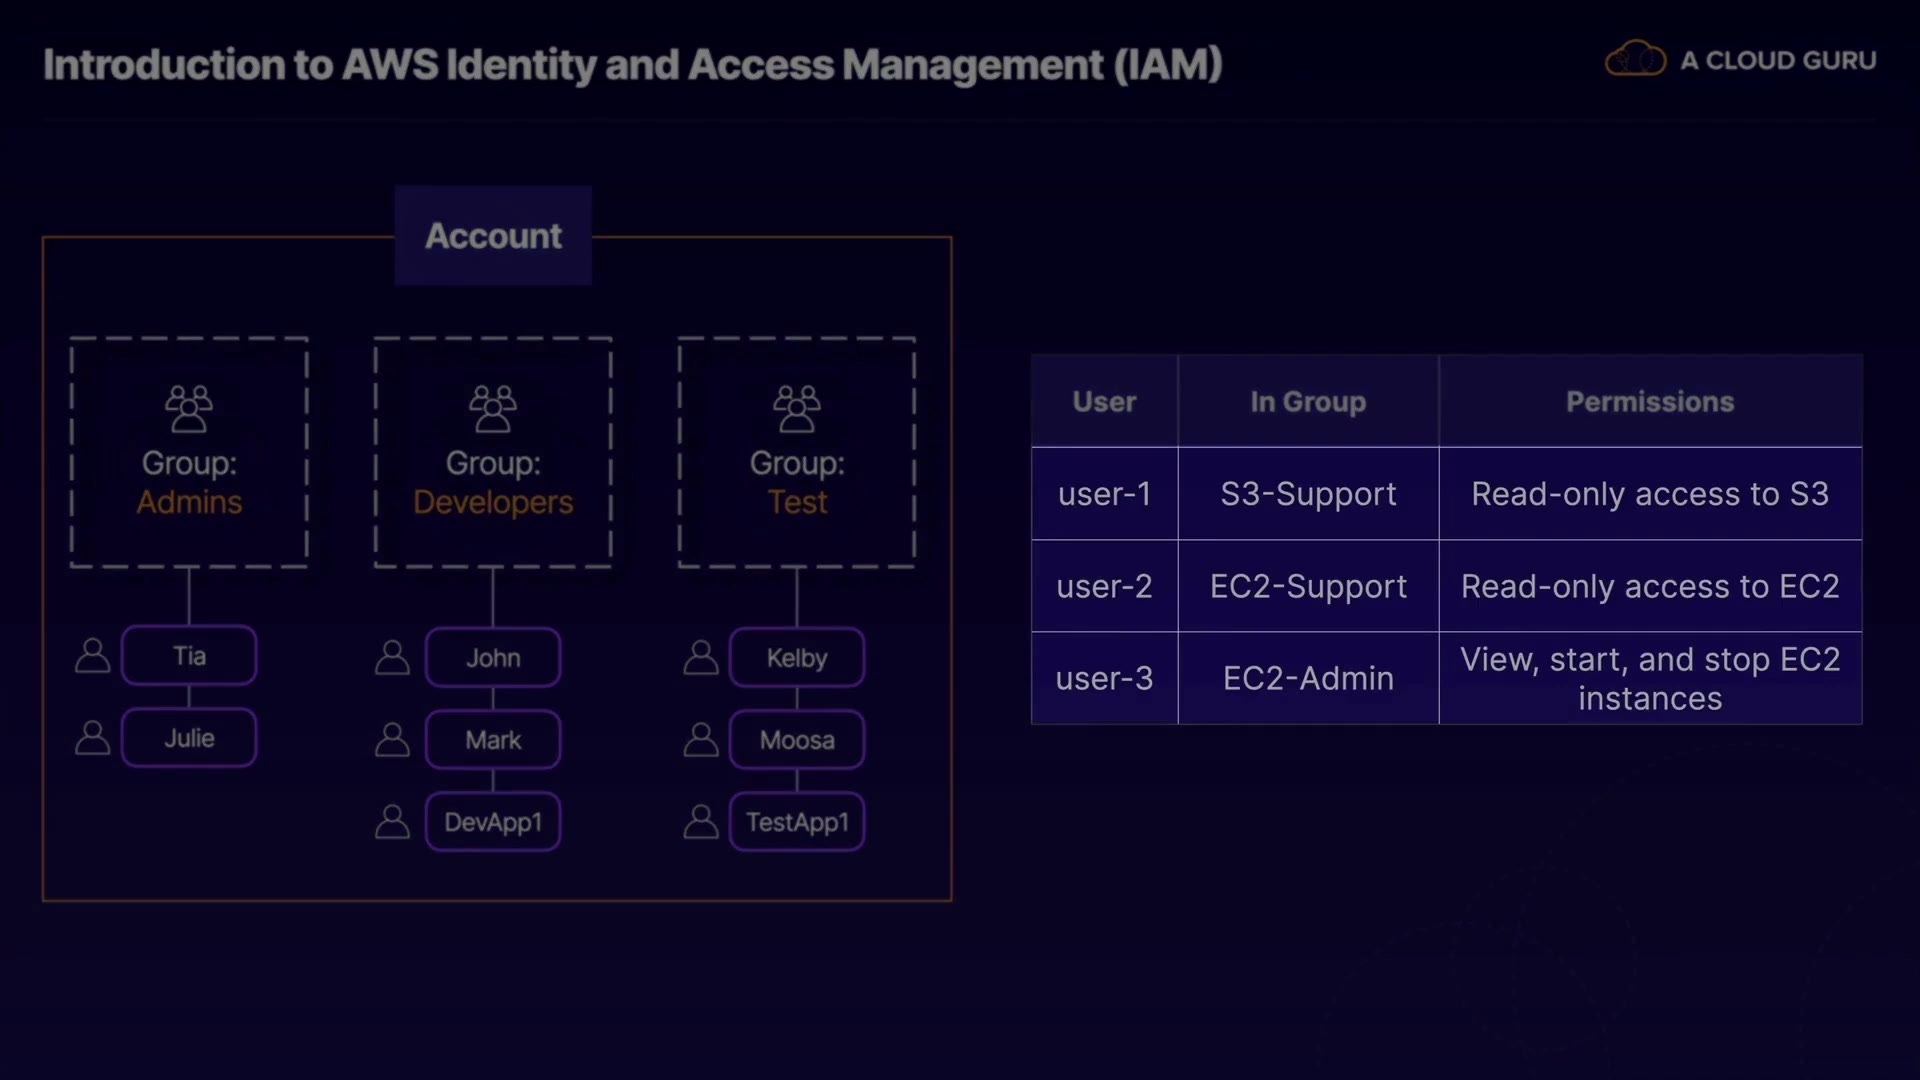 Introduction to AWS Identity and Access Management (IAM)
A CLOUD GURU
Account
Group:
Admins
Tia
Julie
Group:
Developers
John
Mark
DevApp1
Group:
Test
Kelby
Moosa
TestApp1
User In Group Permissions
user-1 S3-Support Read-only access to S3
user-2 EC2-Support Read-only access to EC2
user-3 EC2-Admin View, start, and stop EC2
instances